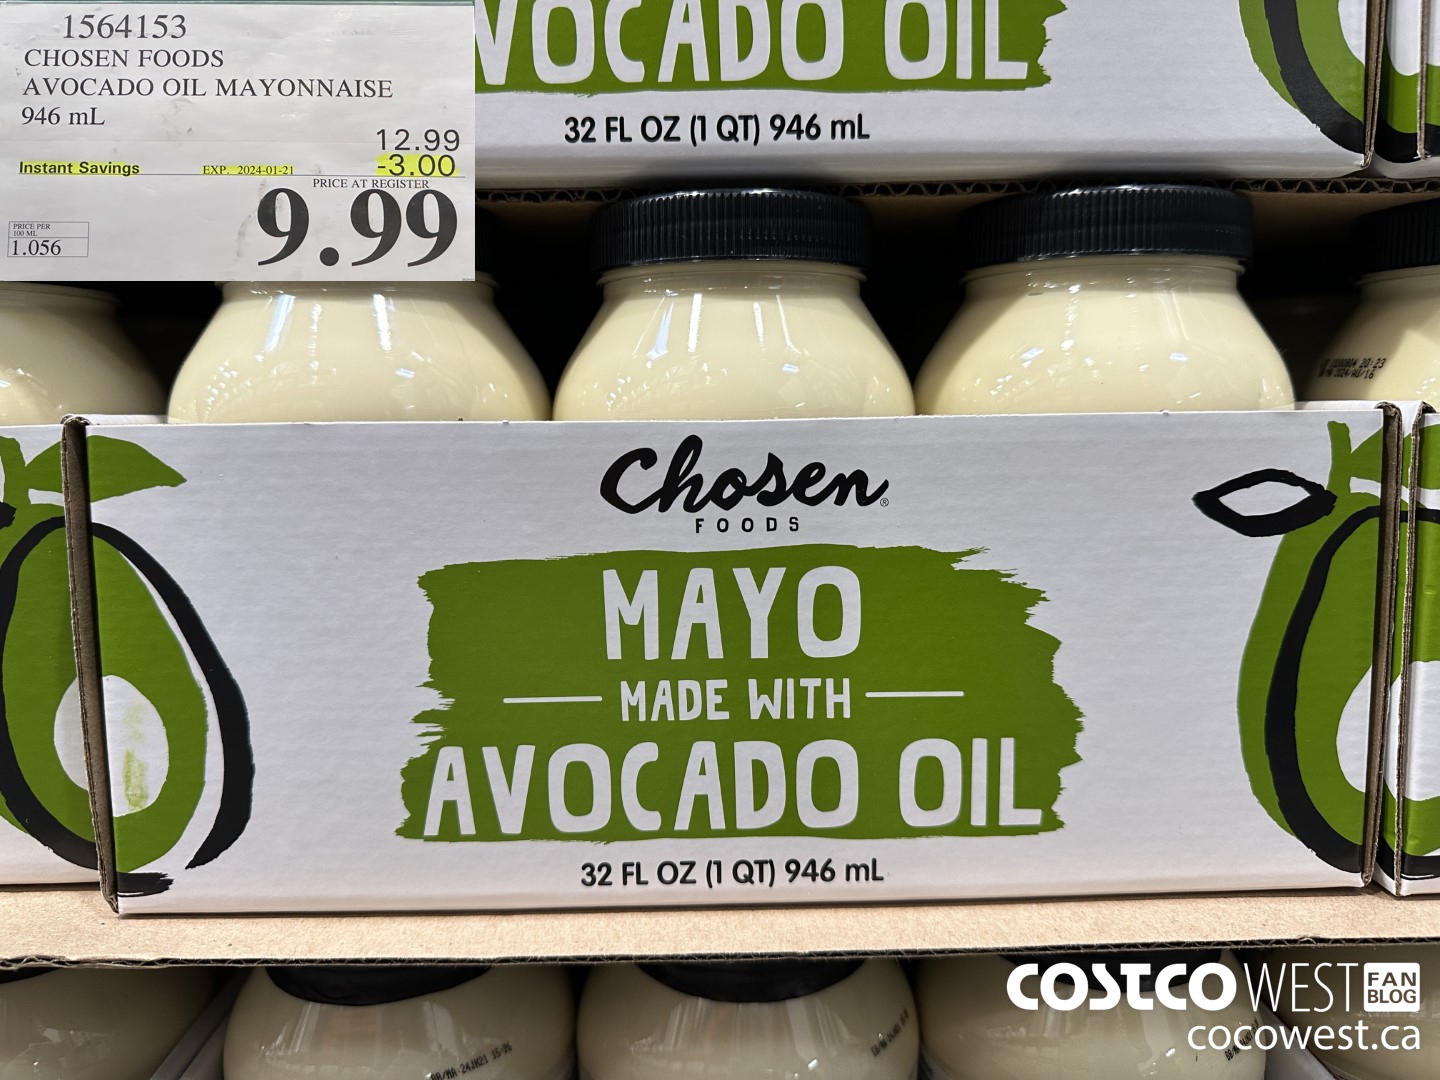 1564153
CHOSEN FOODS
AVOCADO OIL MAYONNAISE
946 mL
12.99
Instant Savings EXP. 2024-01-21 -3.00
PRICE AT REGISTER
9.99
PRICE PER
100 ML
1.056
VOCADO OIL
32 FL OZ (1 QT) 946 mL
Chosen®
FOODS
MAYO
MADE WITH
AVOCADO OIL
32 FL OZ (1 QT) 946 mL
COSTCO WEST FAN BLOG
cocowest.ca